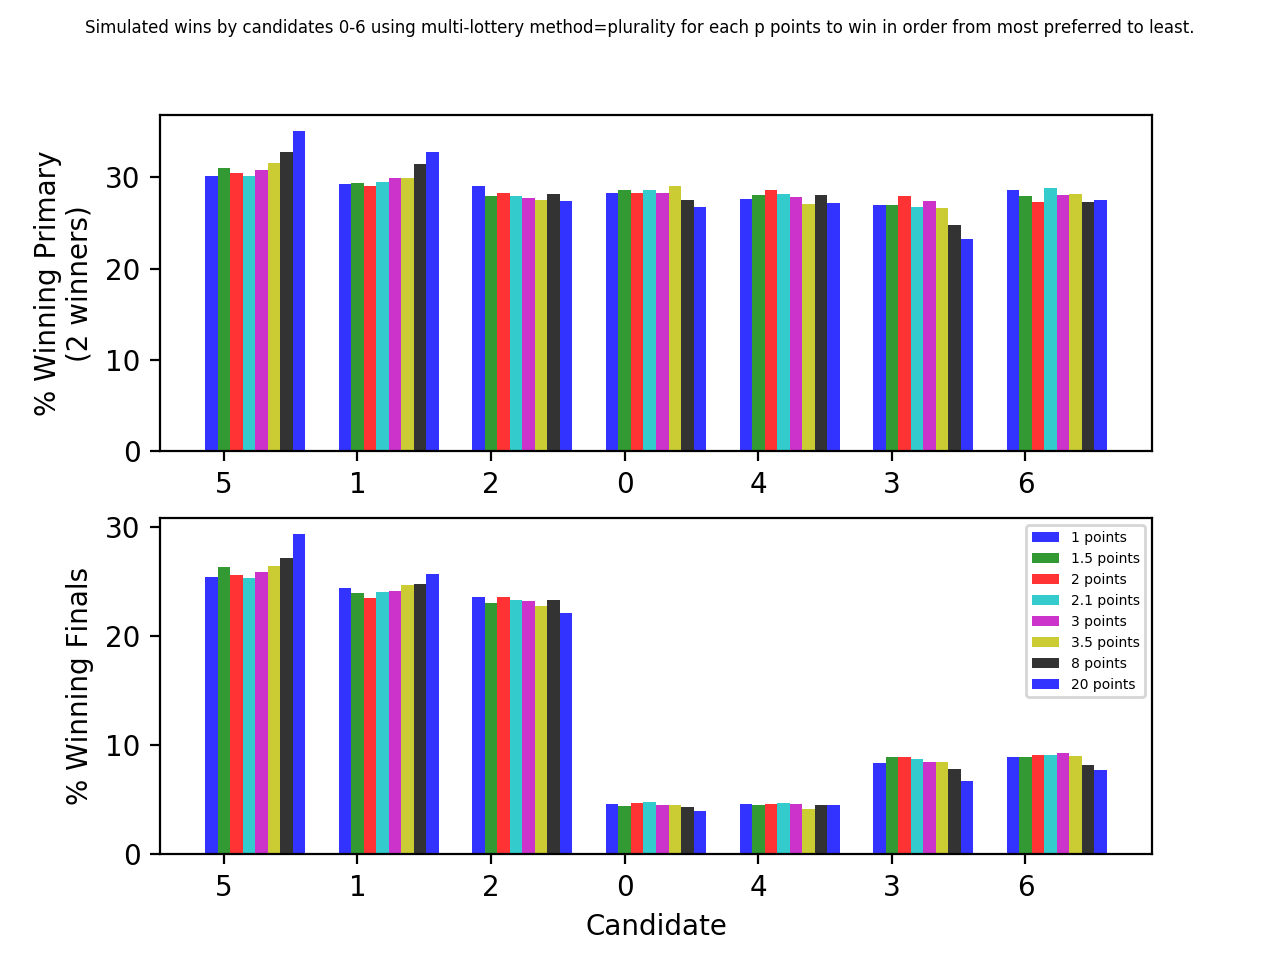 Simulated wins by candidates 0-6 using multi-lottery method=plurality for each p points to win in order from most preferred to least.
% Winning Primary
(2 winners)
30
20
10
0
5 1 2 0 4 3 6
% Winning Finals
30
20
10
0
1 points
1.5 points
2 points
2.1 points
3 points
3.5 points
8 points
20 points
5 1 2 0 4 3 6
Candidate